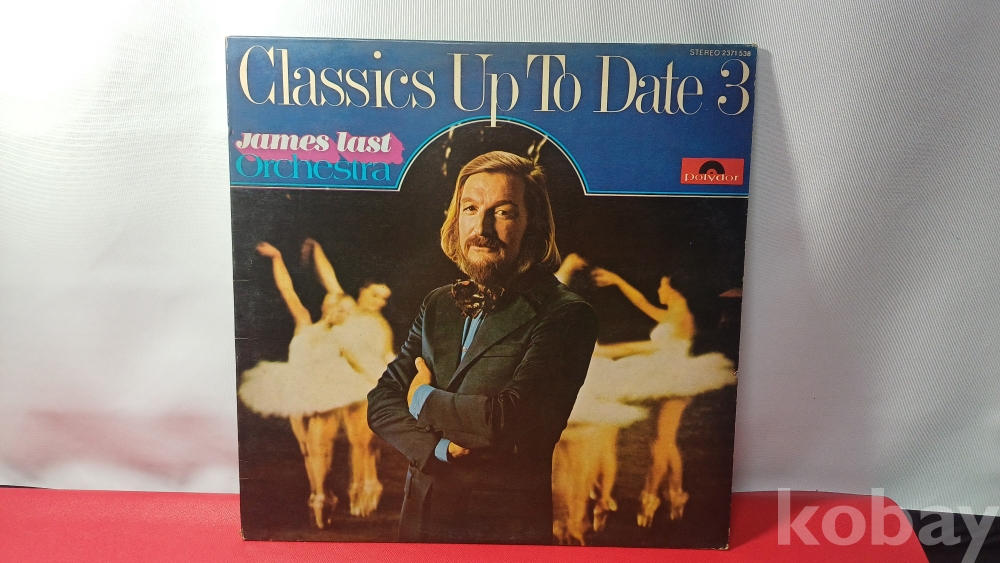 STEREO 2371 538
Classics Up To Date 3
James Last
Orchestra
polydor
kobay